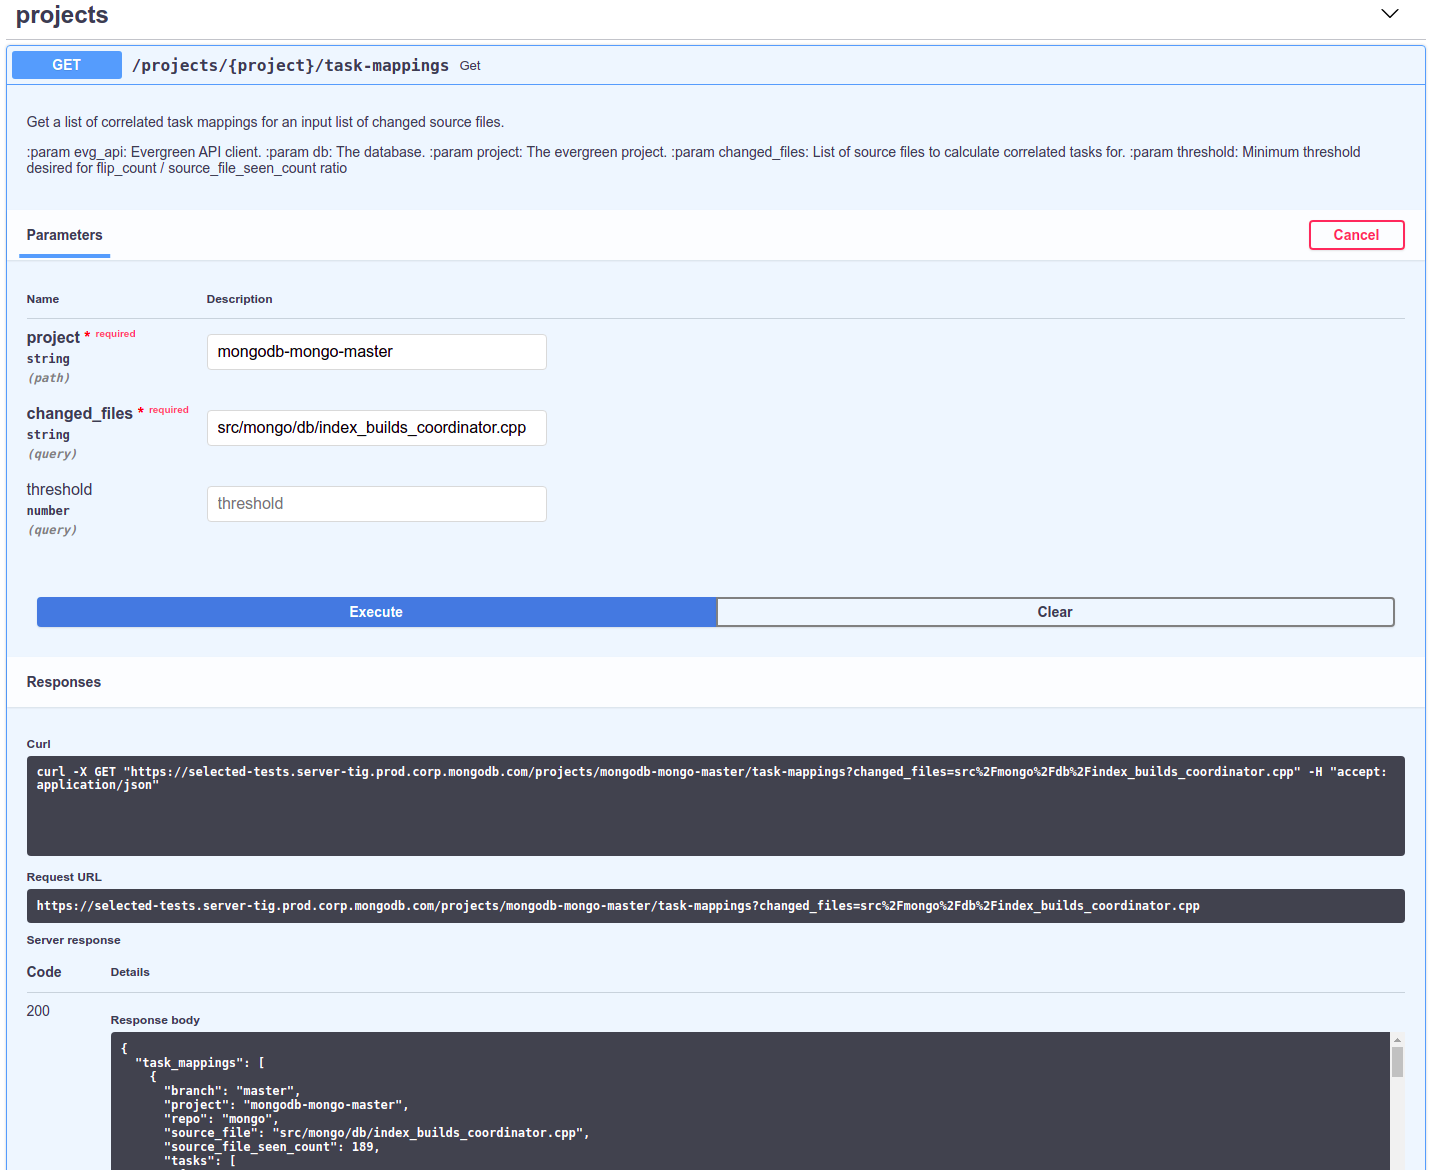 projects
GET /projects/{project}/task-mappings Get
Get a list of correlated task mappings for an input list of changed source files.
:param evg_api: Evergreen API client. :param db: The database. :param project: The evergreen project. :param changed_files: List of source files to calculate correlated tasks for. :param threshold: Minimum threshold
desired for flip_count / source_file_seen_count ratio
Parameters
Cancel
Name Description
project * required
string
(path)
mongodb-mongo-master
changed_files * required
string
(query)
src/mongo/db/index_builds_coordinator.cpp
threshold
number
(query)
threshold
Execute Clear
Responses
Curl
curl -X GET "https://selected-tests.server-tig.prod.corp.mongodb.com/projects/mongodb-mongo-master/task-mappings?changed_files=src%2Fmongo%2Fdb%2Findex_builds_coordinator.cpp" -H "accept:
application/json"
Request URL
https://selected-tests.server-tig.prod.corp.mongodb.com/projects/mongodb-mongo-master/task-mappings?changed_files=src%2Fmongo%2Fdb%2Findex_builds_coordinator.cpp
Server response
Code Details
200
Response body
{
"task_mappings": [
{
"branch": "master",
"project": "mongodb-mongo-master",
"repo": "mongo",
"source_file": "src/mongo/db/index_builds_coordinator.cpp",
"source_file_seen_count": 189,
"tasks": [